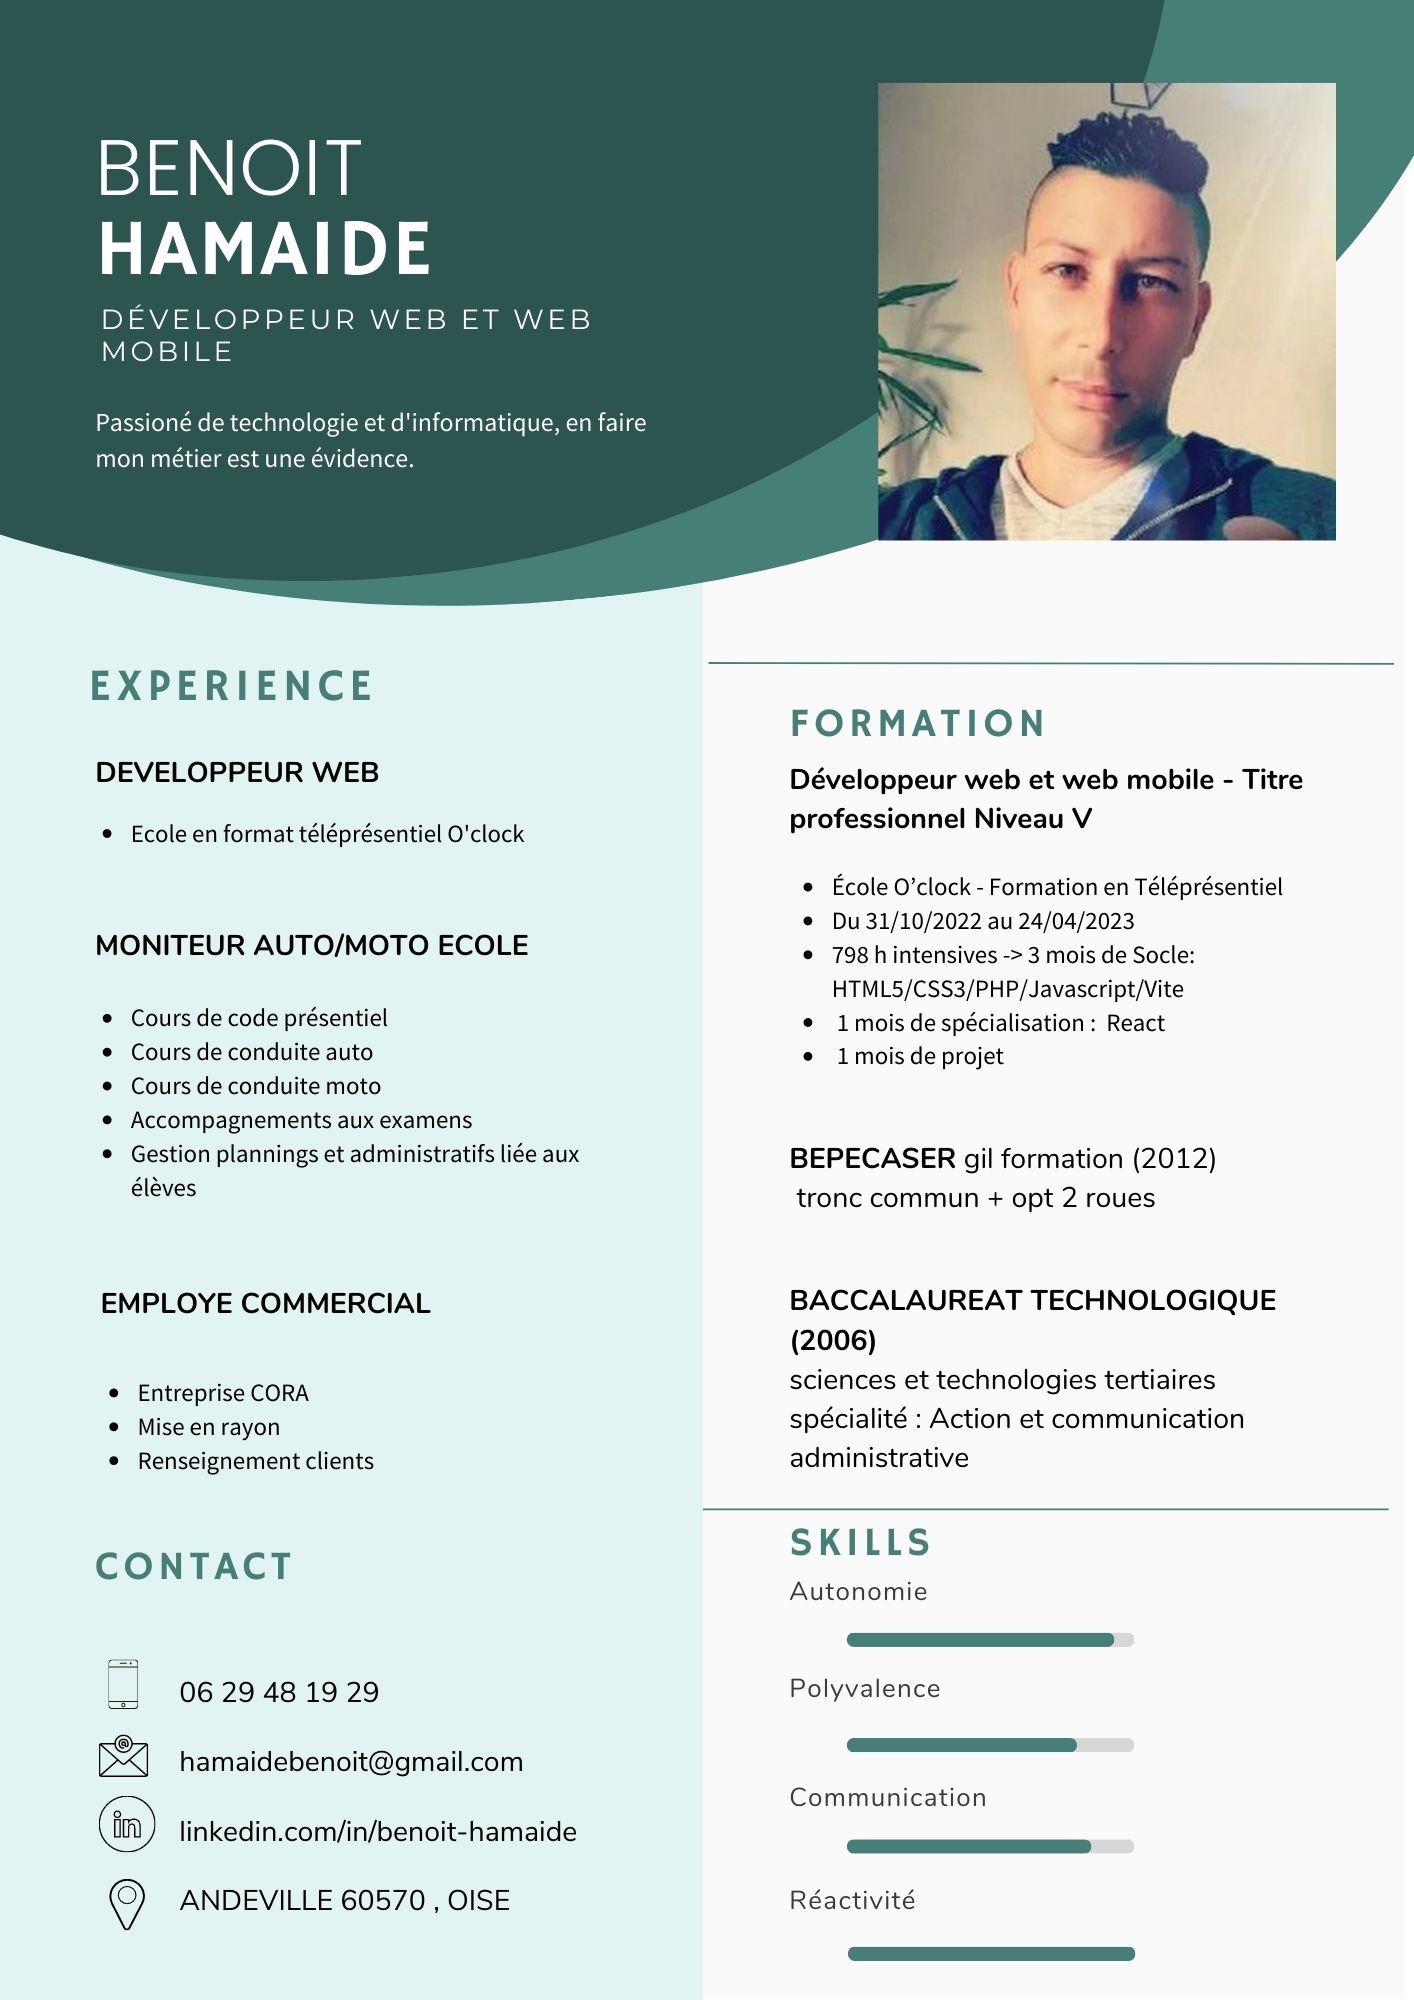 BENOIT
HAMAIDE
DÉVELOPPEUR WEB ET WEB
MOBILE
Passioné de technologie et d'informatique, en faire
mon métier est une évidence.
EXPERIENCE
DEVELOPPEUR WEB
• Ecole en format téléprésentiel O'clock
MONITEUR AUTO/MOTO ECOLE
• Cours de code présentiel
• Cours de conduite auto
• Cours de conduite moto
• Accompagnements aux examens
• Gestion plannings et administratifs liée aux
élèves
EMPLOYE COMMERCIAL
• Entreprise CORA
• Mise en rayon
• Renseignement clients
CONTACT
06 29 48 19 29
hamaidebenoit@gmail.com
in
linkedin.com/in/benoit-hamaide
ANDEVILLE 60570 , OISE
FORMATION
Développeur web et web mobile - Titre
professionnel Niveau V
• École O’clock - Formation en Téléprésentiel
• Du 31/10/2022 au 24/04/2023
• 798 h intensives -> 3 mois de Socle:
HTML5/CSS3/PHP/Javascript/Vite
• 1 mois de spécialisation : React
• 1 mois de projet
BEPECASER gil formation (2012)
tronc commun + opt 2 roues
BACCALAUREAT TECHNOLOGIQUE
(2006)
sciences et technologies tertiaires
spécialité : Action et communication
administrative
SKILLS
Autonomie
Polyvalence
Communication
Réactivité